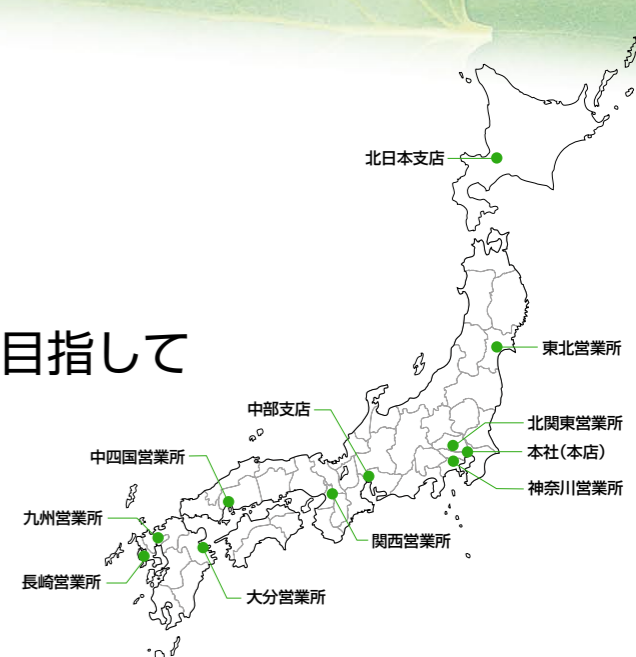 北日本支店
目指して
東北営業所
中部支店
北関東営業所
本社(本店)
中四国営業所
神奈川営業所
九州営業所
関西営業所
長崎営業所
大分営業所